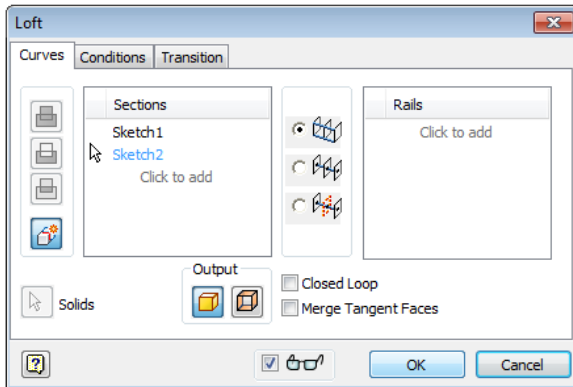 Loft
Curves Conditions Transition
Sections
Sketch1
Sketch2
Click to add
Rails
Click to add
Solids
Output
Closed Loop
Merge Tangent Faces
?
OK Cancel